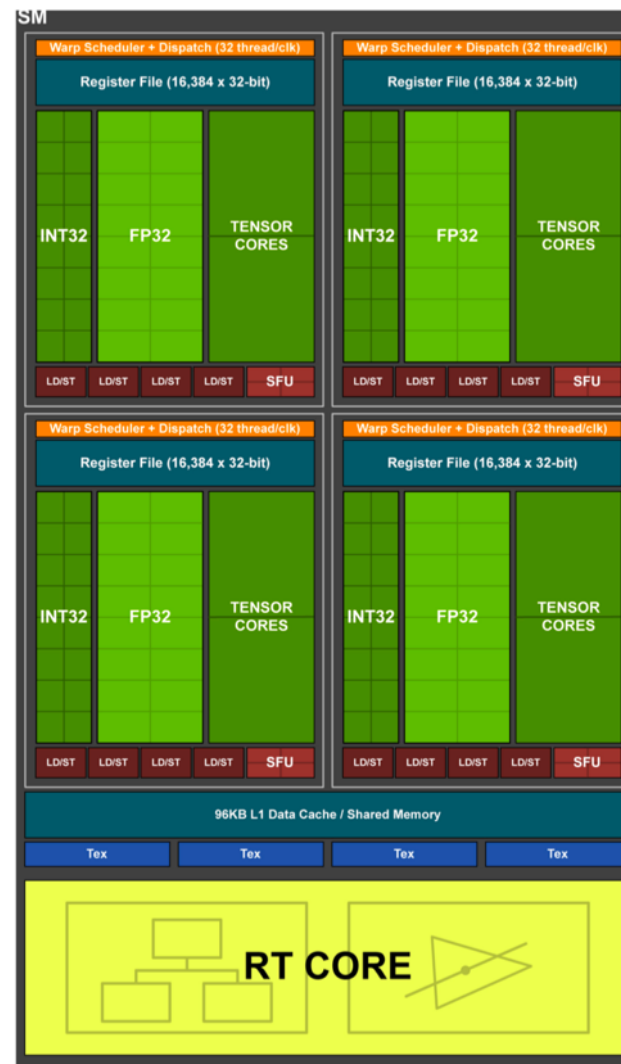 SM
Warp Scheduler + Dispatch (32 thread/clk) Warp Scheduler + Dispatch (32 thread/clk)
Register File (16,384 x 32-bit) Register File (16,384 x 32-bit)
INT32 FP32 TENSOR CORES INT32 FP32 TENSOR CORES
LD/ST LD/ST LD/ST LD/ST SFU LD/ST LD/ST LD/ST LD/ST SFU
Warp Scheduler + Dispatch (32 thread/clk) Warp Scheduler + Dispatch (32 thread/clk)
Register File (16,384 x 32-bit) Register File (16,384 x 32-bit)
INT32 FP32 TENSOR CORES INT32 FP32 TENSOR CORES
LD/ST LD/ST LD/ST LD/ST SFU LD/ST LD/ST LD/ST LD/ST SFU
96KB L1 Data Cache / Shared Memory
Tex Tex Tex Tex
RT CORE